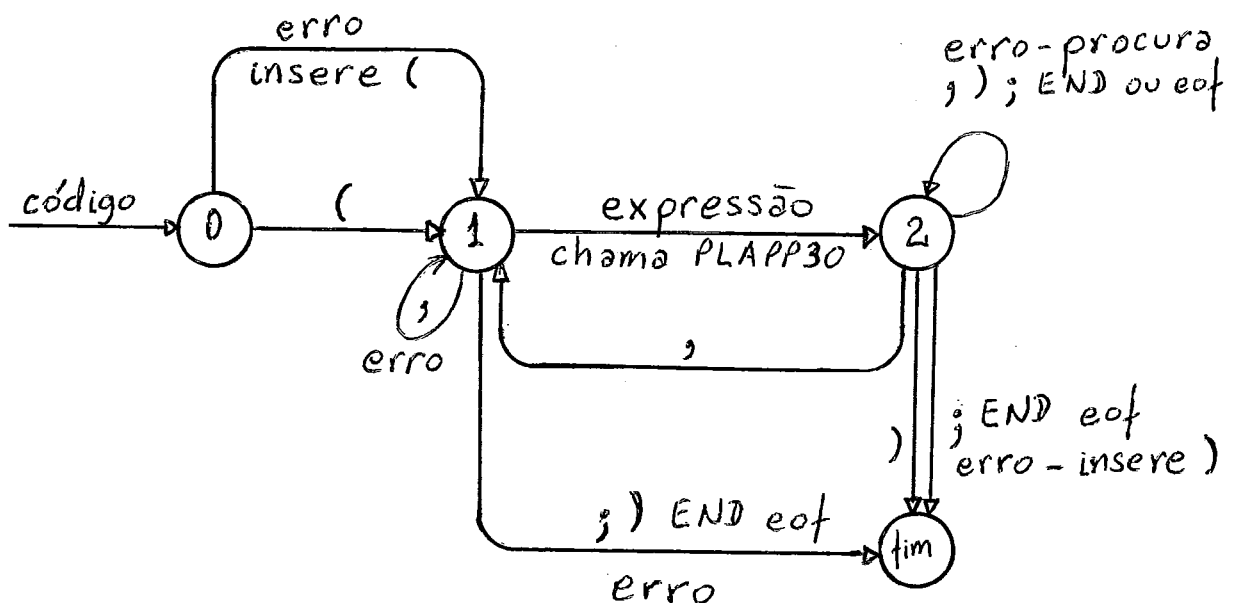 erro
insere (
erro-procura
, ) ; END ou eof
código
0
(
1
expressão
chama PLAPP30
2
,
erro
,
)
; END eof
erro-insere )
; ) END eof
erro
fim